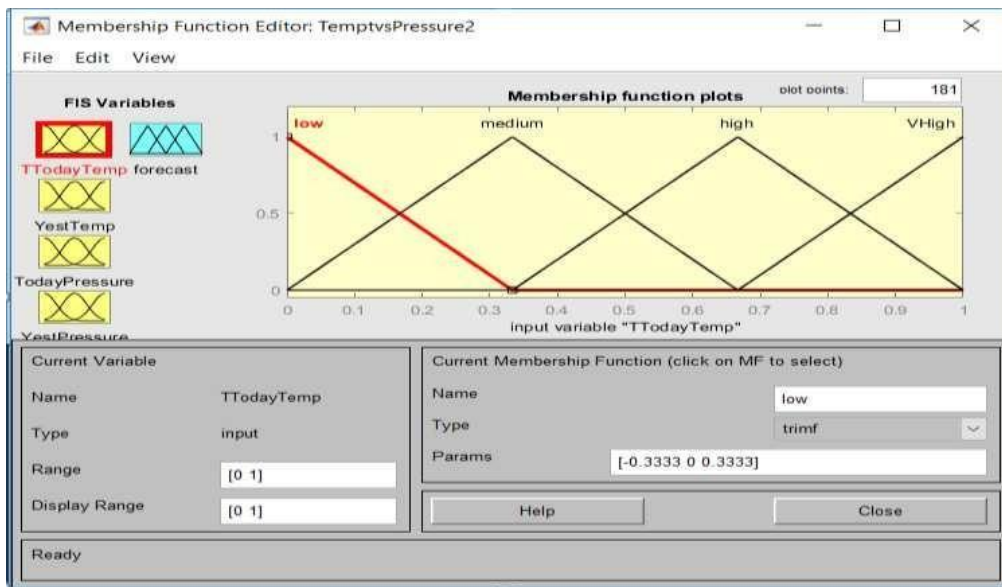 Membership Function Editor: TemptvsPressure2
File Edit View
FIS Variables
TTodayTemp forecast
YestTemp
TodayPressure
YestPressure
Membership function plots
plot points: 181
low medium high VHigh
1
0.5
0
0 0.1 0.2 0.3 0.4 0.5 0.6 0.7 0.8 0.9 1
input variable "TTodayTemp"
Current Variable
Name TTodayTemp
Type input
Range [0 1]
Display Range [0 1]
Current Membership Function (click on MF to select)
Name low
Type trimf
Params [-0.3333 0 0.3333]
Help Close
Ready